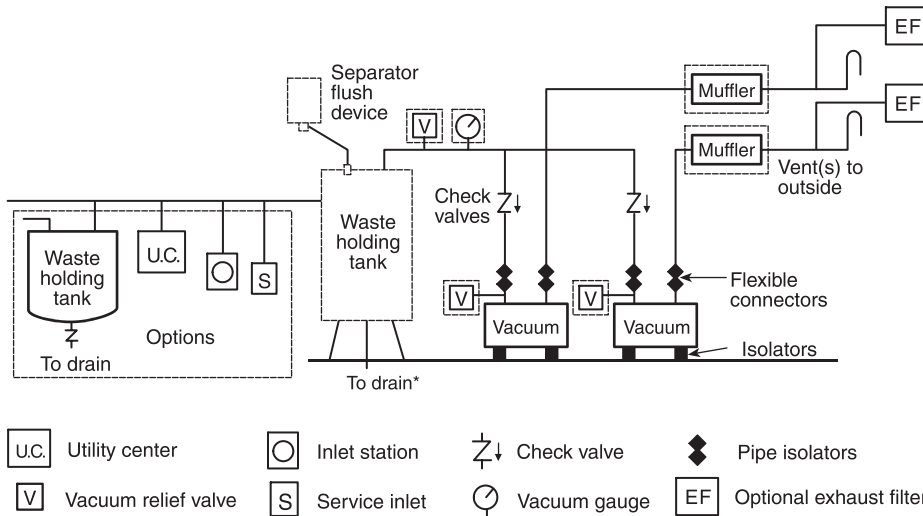 EF
Separator
flush
device
Muffler
V
EF
Muffler
Vent(s) to
outside
Check
valves
Waste
holding
tank
Waste
holding
tank
U.C.
S
V
V
Flexible
connectors
Vacuum
Vacuum
Options
Isolators
To drain
To drain*
U.C. Utility center
Inlet station
Check valve
Pipe isolators
V Vacuum relief valve
S Service inlet
Vacuum gauge
EF Optional exhaust filter